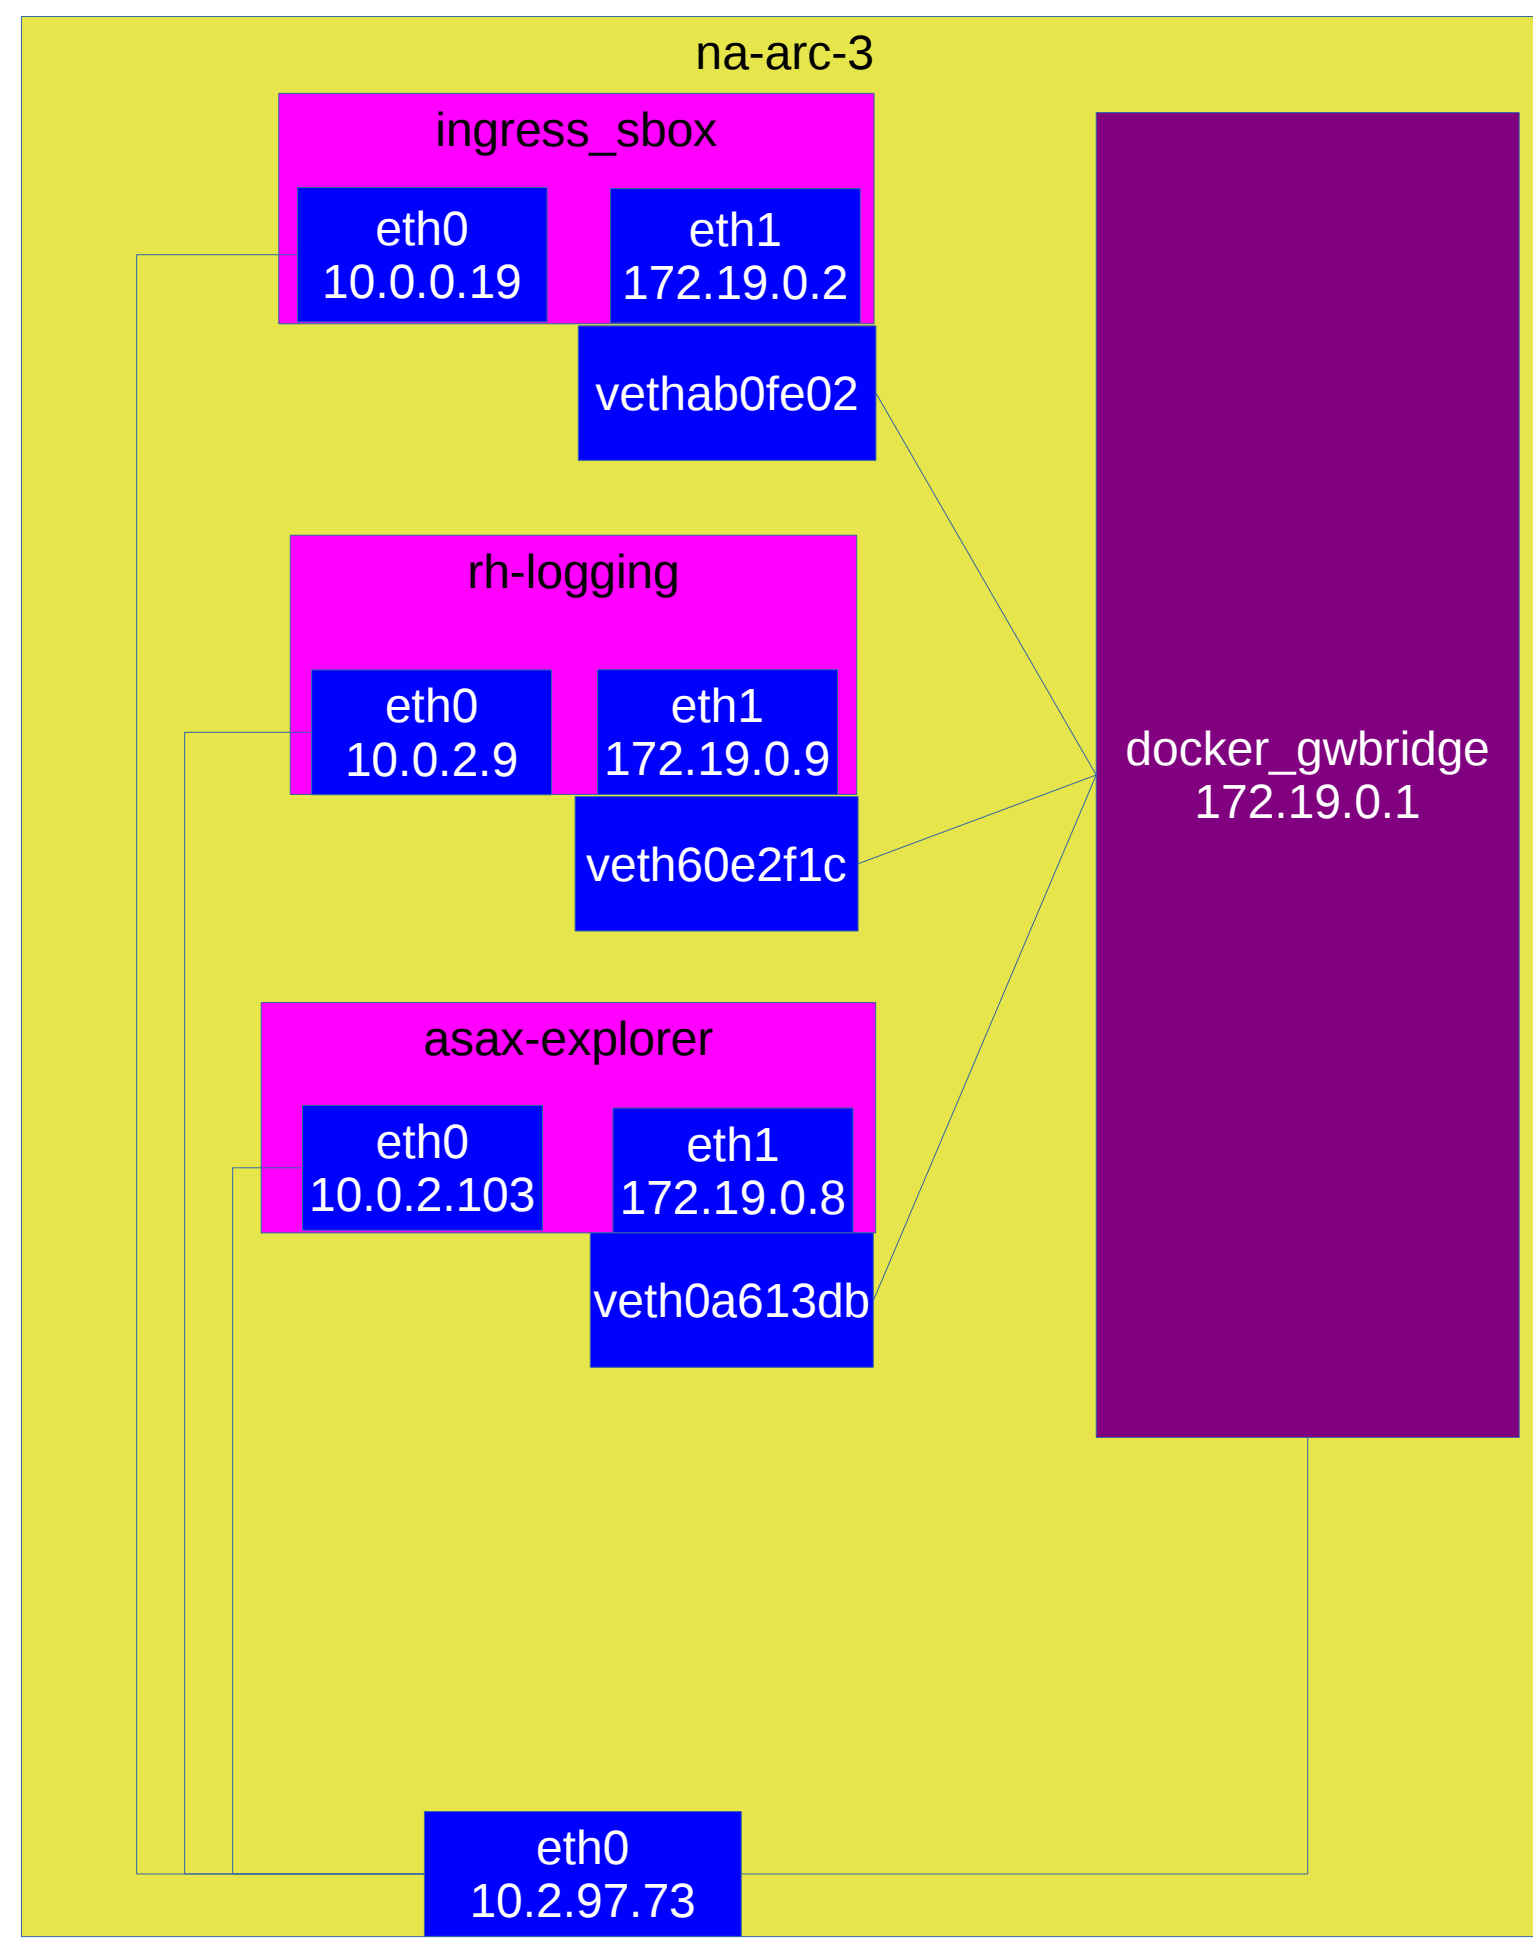 na-arc-3
ingress_sbox
eth0
10.0.0.19
eth1
172.19.0.2
vethab0fe02
rh-logging
eth0
10.0.2.9
eth1
172.19.0.9
veth60e2f1c
docker_gwbridge
172.19.0.1
asax-explorer
eth0
10.0.2.103
eth1
172.19.0.8
veth0a613db
eth0
10.2.97.73